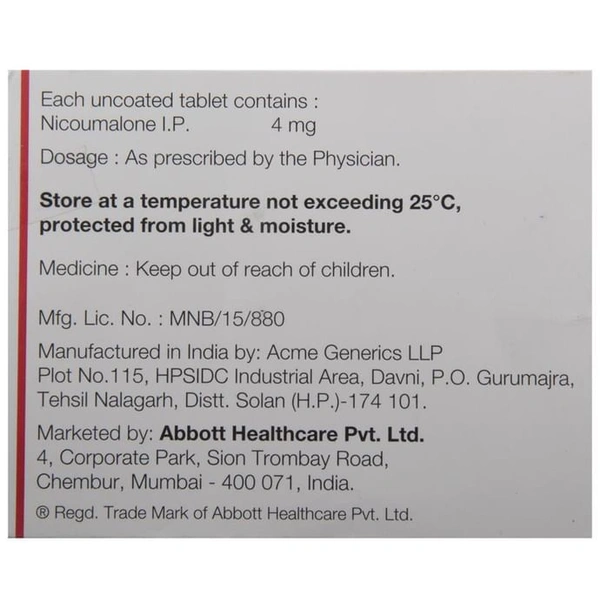 Each uncoated tablet contains :
Nicoumalone I.P. 4 mg
Dosage : As prescribed by the Physician.
Store at a temperature not exceeding 25°C,
protected from light & moisture.
Medicine : Keep out of reach of children.
Mfg. Lic. No. : MNB/15/880
Manufactured in India by: Acme Generics LLP
Plot No.115, HPSIDC Industrial Area, Davni, P.O. Gurumajra,
Tehsil Nalagarh, Distt. Solan (H.P.)-174 101.
Marketed by: Abbott Healthcare Pvt. Ltd.
4, Corporate Park, Sion Trombay Road,
Chembur, Mumbai - 400 071, India.
® Regd. Trade Mark of Abbott Healthcare Pvt. Ltd.